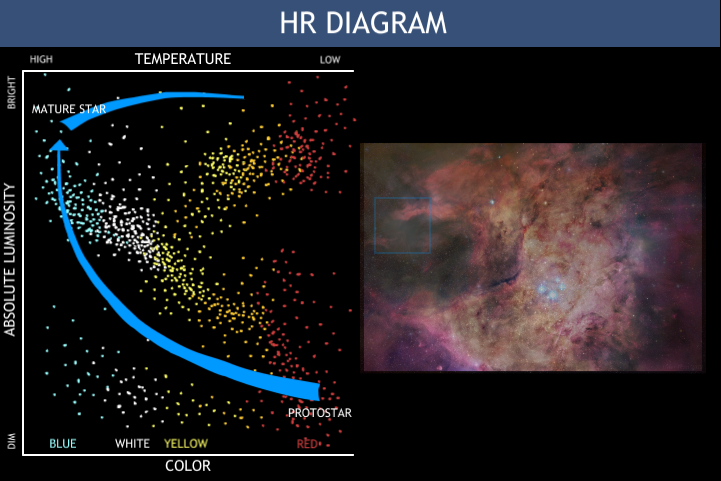 HR DIAGRAM
HIGH
TEMPERATURE
LOW
BRIGHT
MATURE STAR
ABSOLUTE LUMINOSITY
PROTOSTAR
DIM
BLUE
WHITE
YELLOW
RED
COLOR